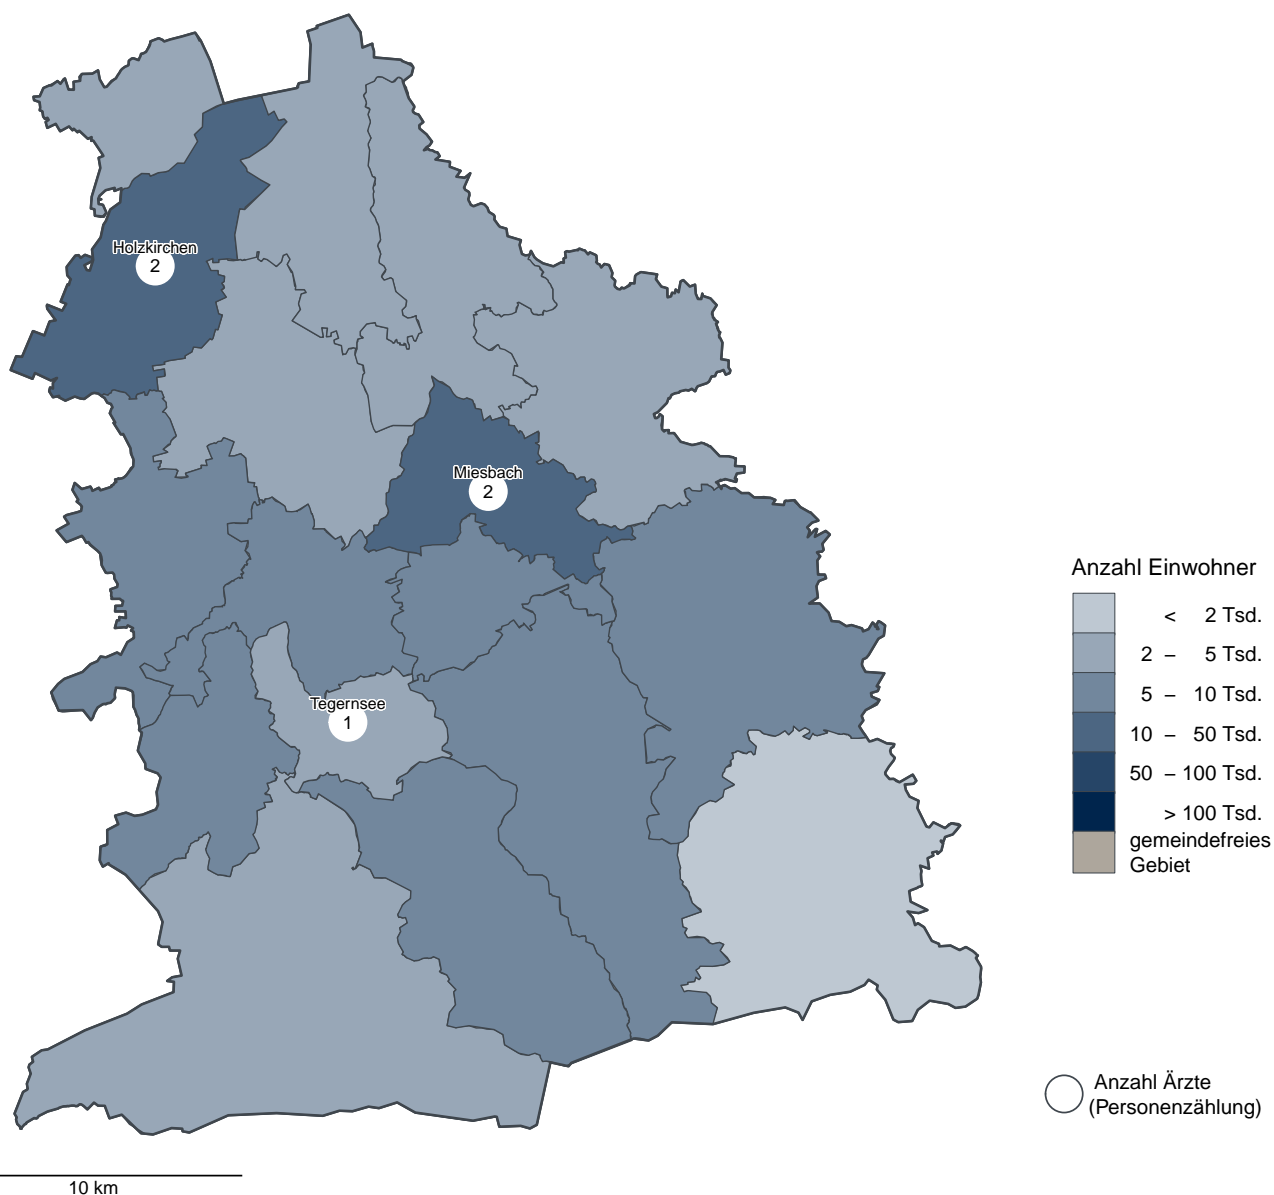 Holzkirchen
2
Miesbach
2
Tegernsee
1
Anzahl Einwohner
< 2 Tsd.
2 – 5 Tsd.
5 – 10 Tsd.
10 – 50 Tsd.
50 – 100 Tsd.
> 100 Tsd.
gemeindefreies
Gebiet
Anzahl Ärzte
(Personenzählung)
10 km